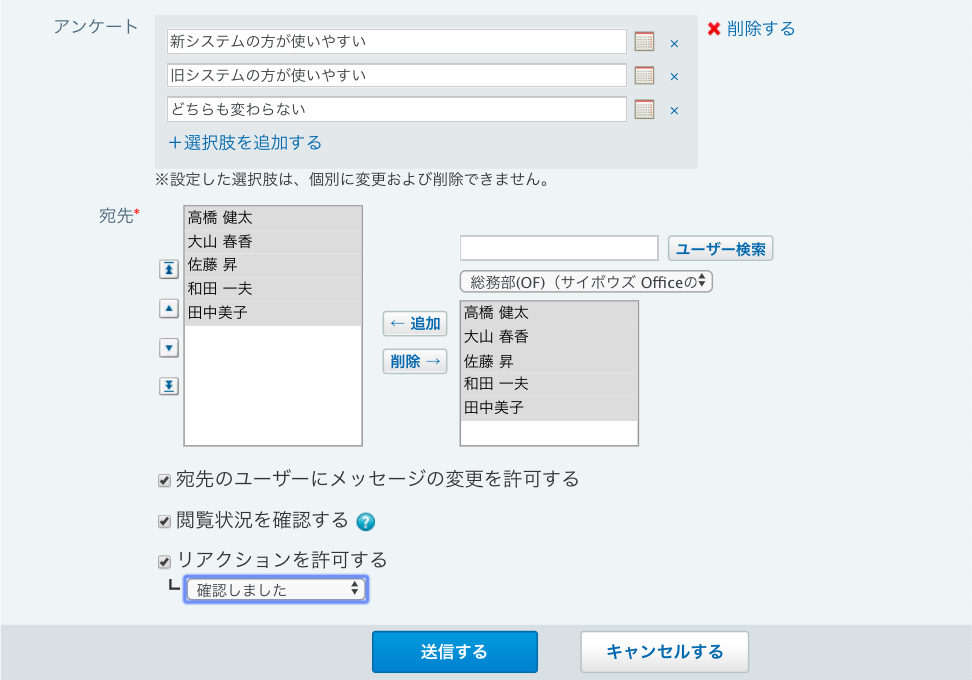 アンケート
新システムの方が使いやすい
×
削除する
旧システムの方が使いやすい
×
どちらも変わらない
×
+選択肢を追加する
※設定した選択肢は、個別に変更および削除できません。
宛先*
高橋 健太
大山 春香
佐藤 昇
和田 一夫
田中美子
ユーザー検索
総務部(OF)（サイボウズ Officeの
← 追加
削除 →
高橋 健太
大山 春香
佐藤 昇
和田 一夫
田中美子
宛先のユーザーにメッセージの変更を許可する
閲覧状況を確認する ?
リアクションを許可する
確認しました
送信する
キャンセルする